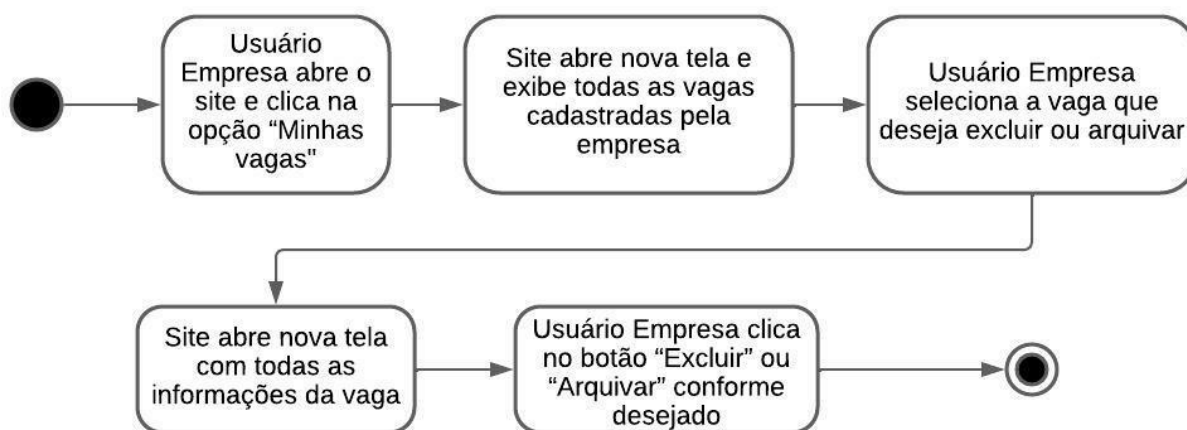 Usuário
Empresa abre o
site e clica na
opção “Minhas
vagas"
Site abre nova tela e
exibe todas as vagas
cadastradas pela
empresa
Usuário Empresa
seleciona a vaga que
deseja excluir ou arquivar
Site abre nova tela
com todas as
informações da vaga
Usuário Empresa clica
no botão “Excluir” ou
“Arquivar” conforme
desejado